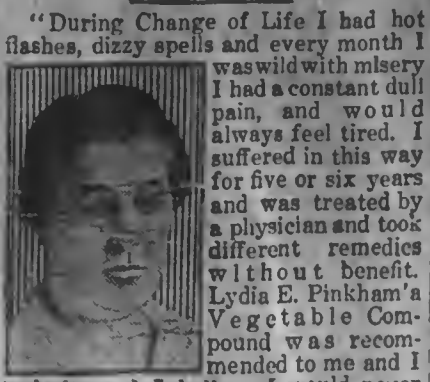 “During Change of Life I had hot
flashes, dizzy spells and every month I
was wild with misery
I had a constant dull
pain, and would
always feel tired. I
suffered in this way
for five or six years
and was treated by
a physician and took
different remedics
without benefit.
Lydia E. Pinkham'a
Vegetable Com-
pound was recom-
mended to me and I